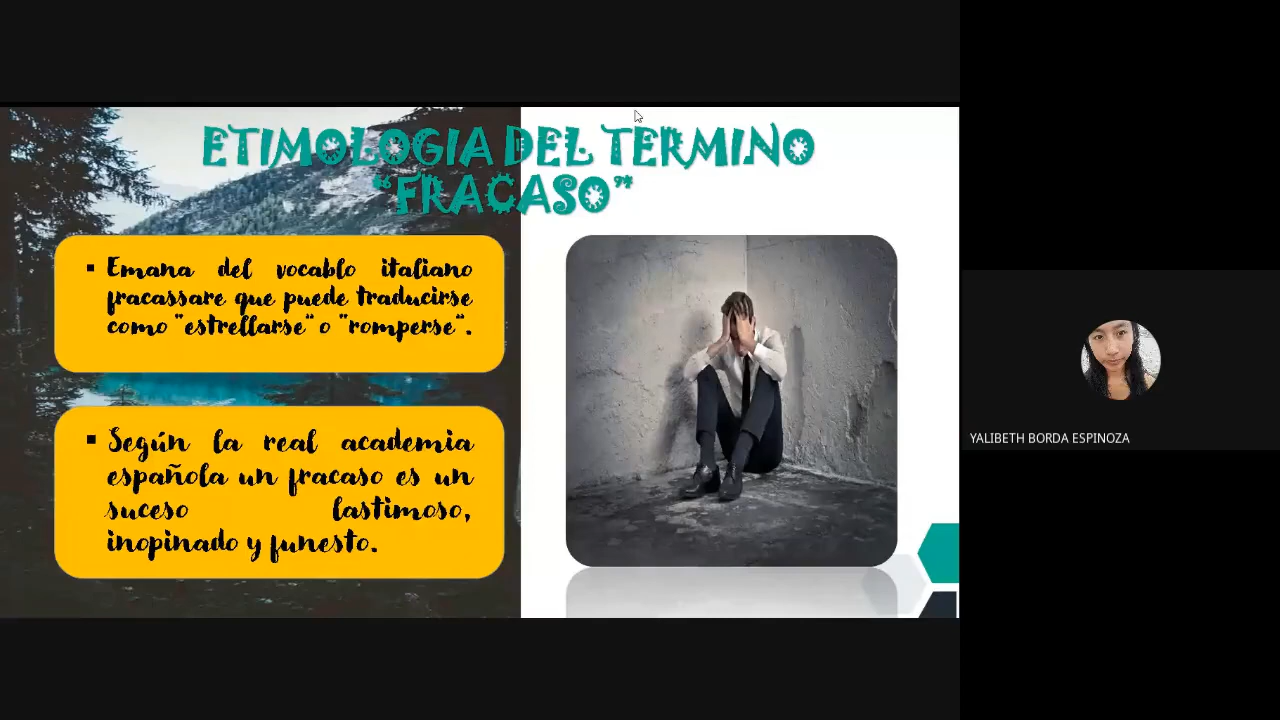 ETIMOLOGIA DEL TERMINO
“FRACASO”
▪ Emana del vocablo italiano
fracassare que puede traducirse
como "estrellarse" o "romperse".
▪ Según la real academia
española un fracaso es un
suceso lastimoso,
inopinado y funesto.
YALIBETH BORDA ESPINOZA